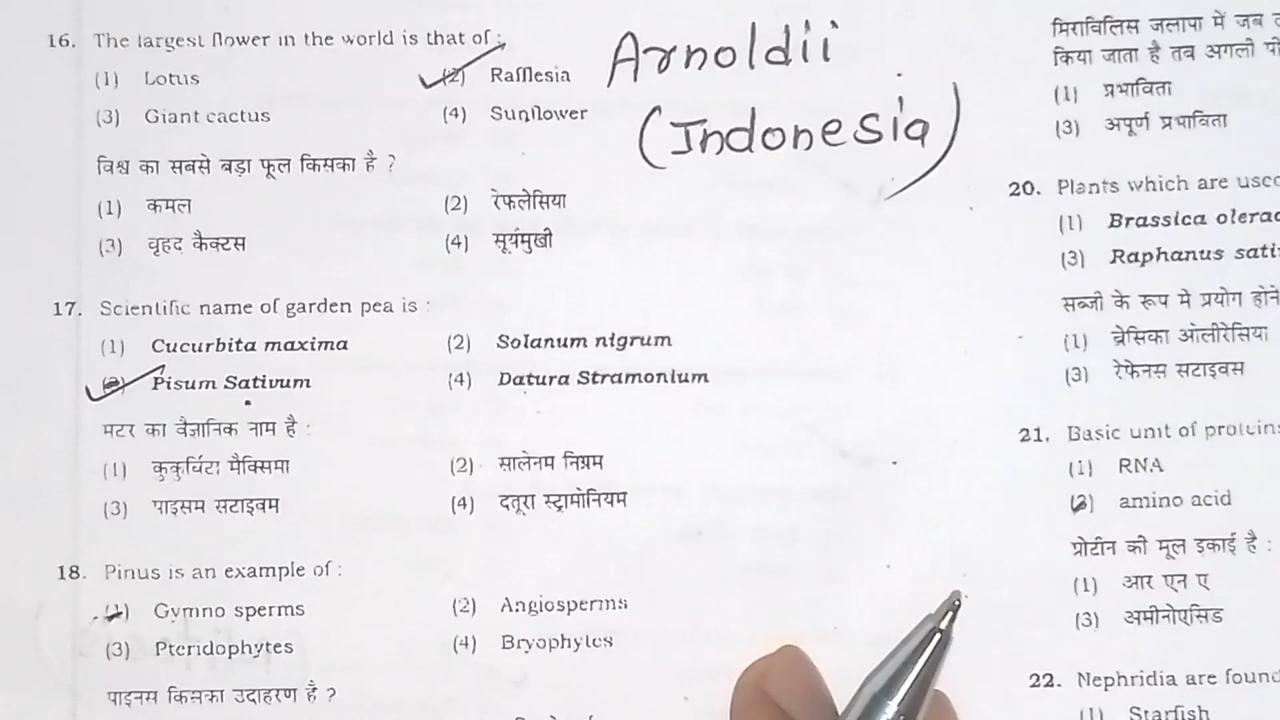 16. The largest flower in the world is that of :
(1) Lotus (2) Rafflesia
(3) Giant cactus (4) Sunflower
Arnoldii
(Indonesia)
विश्व का सबसे बड़ा फूल किसका है ?
(1) कमल (2) रेफलेसिया
(3) वृहद कैक्टस (4) सूर्यमुखी
17. Scientific name of garden pea is :
(1) Cucurbita maxima (2) Solanum nigrum
(3) Pisum Sativum (4) Datura Stramonium
मटर का वैज्ञानिक नाम है :
(1) कुकुर्विटा मैक्सिमा (2) सालेनम निग्रम
(3) पाइसम सटाइवम (4) दतूरा स्ट्रामोनियम
18. Pinus is an example of :
(1) Gymno sperms (2) Angiosperms
(3) Pteridophytes (4) Bryophytes
पाइनस किसका उदाहरण है ?
मिराविलिस जलापा में जब
किया जाता है तब अगली
(1) प्रभाविता
(3) अपूर्ण प्रभाविता
20. Plants which are
(1) Brassica
(3) Raphanus
सब्जी के रूप मे प्रयोग होने
(1) ब्रेसिका ऑलीरेसिया
(3) रेफेनस सटाइवस
21. Basic unit of proteins
(1) RNA
(3) amino acid
प्रोटीन की मूल इकाई है :
(1) आर एन ए
(3) अमीनोएसिड
22. Nephridia are found
(1) Starfish